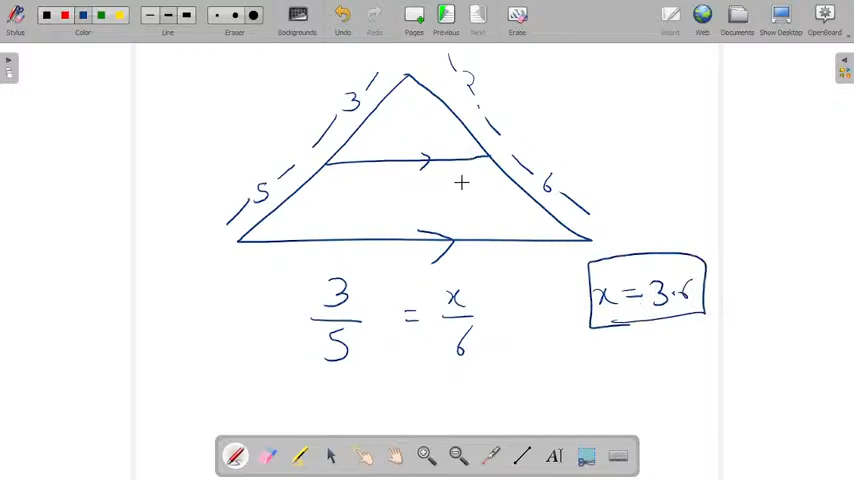 Stylus
Color
Line
Eraser
Backgrounds
Undo
Redo
Pages
Previous
Next
Erase
Board
Web
Documents
Show Desktop
OpenBoard
3
?
5
6
3/5 = x/6
x = 3.6